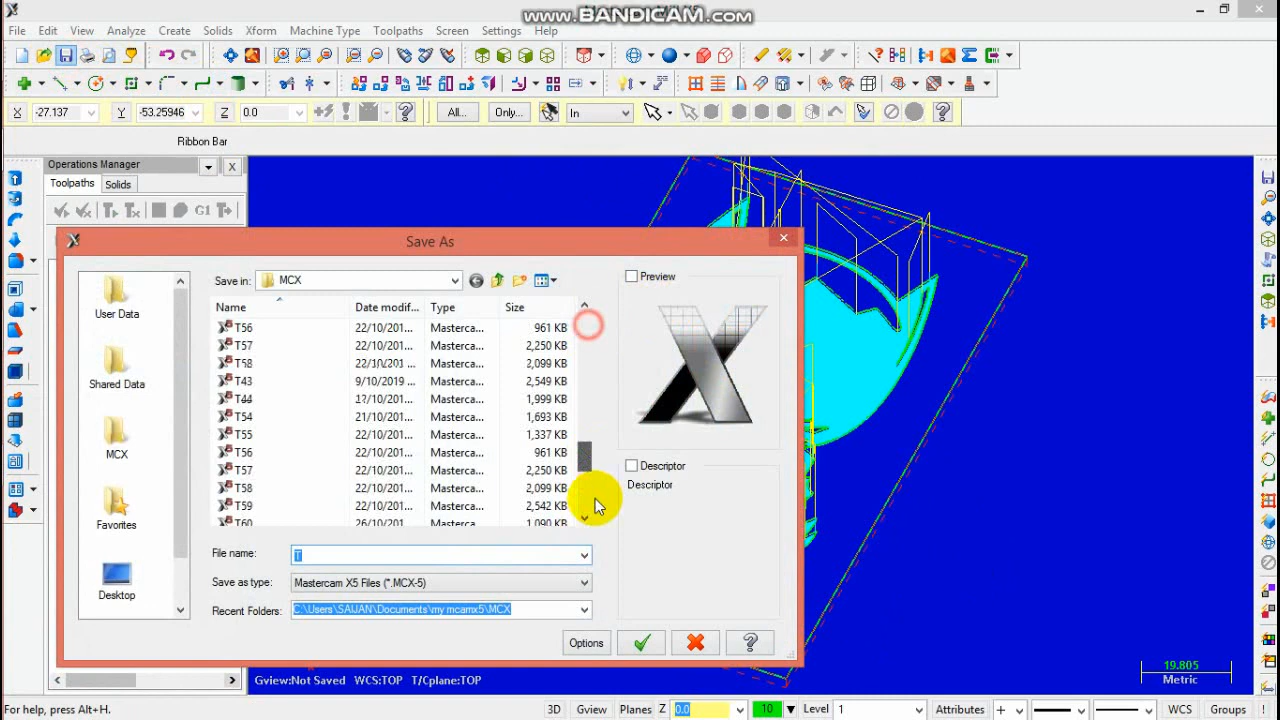 www.BANDICAM.com
File Edit View Analyze Create Solids Xform Machine Type Toolpaths Screen Settings Help
X -27.137 Y -53.25946 Z 0.0 All... Only... In
Ribbon Bar
Operations Manager
Toolpaths Solids
G1
Save As
Save in: MCX
Preview
User Data
Shared Data
MCX
Favorites
Desktop
Name Date modif... Type Size
T56 22/10/201... Masterca... 961 KB
T57 22/10/201... Masterca... 2,250 KB
T58 22/10/201... Masterca... 2,099 KB
T43 9/10/2019 ... Masterca... 2,549 KB
T44 Masterca... 1,999 KB
T54 21/10/201... Masterca... 1,693 KB
T55 22/10/201... Masterca... 1,337 KB
T56 22/10/201... Masterca... 961 KB
T57 22/10/201... Masterca... 2,250 KB
T58 22/10/201... Masterca... 2,099 KB
T59 22/10/201... Masterca... 2,542 KB
T60 26/10/201 Masterca 1,090 KB
Descriptor
Descriptor
File name: T
Save as type: Mastercam X5 Files (*.MCX-5)
Recent Folders: C:\Users\SAIJAN\Documents\my mcamx5\MCX
Options
19.805
Metric
Gview:Not Saved WCS:TOP T/Cplane:TOP
For help, press Alt+H. 3D Gview Planes Z 0.0 10 Level 1 Attributes WCS Groups